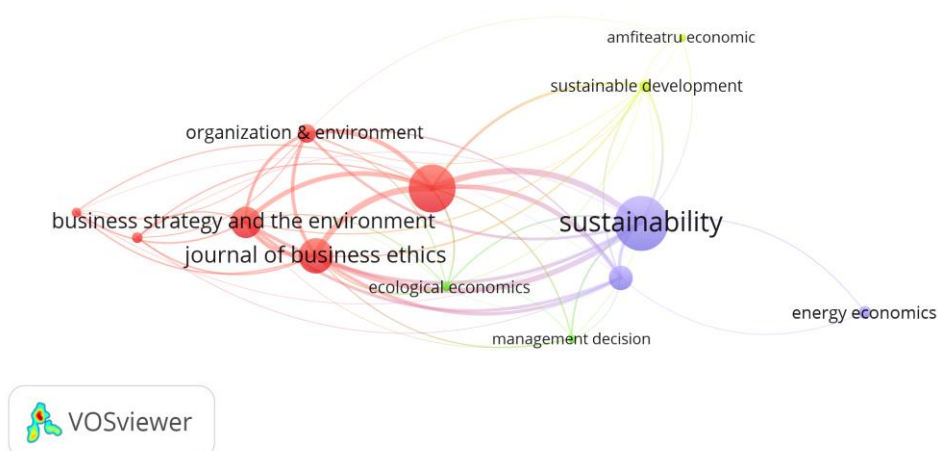 amfiteatru economic
sustainable development
organization & environment
business strategy and the environment
sustainability
journal of business ethics
ecological economics
energy economics
management decision
VOSviewer